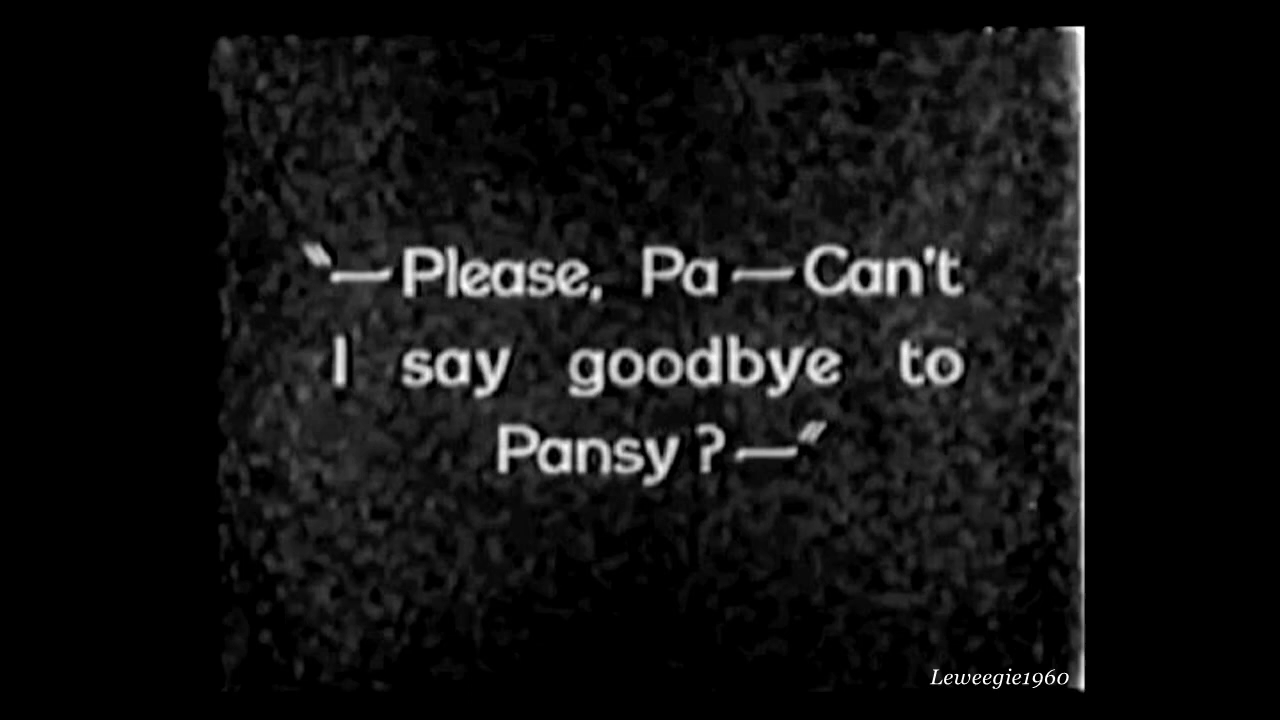 "—Please, Pa—Can't
I say goodbye to
Pansy?—"
Leweegie1960